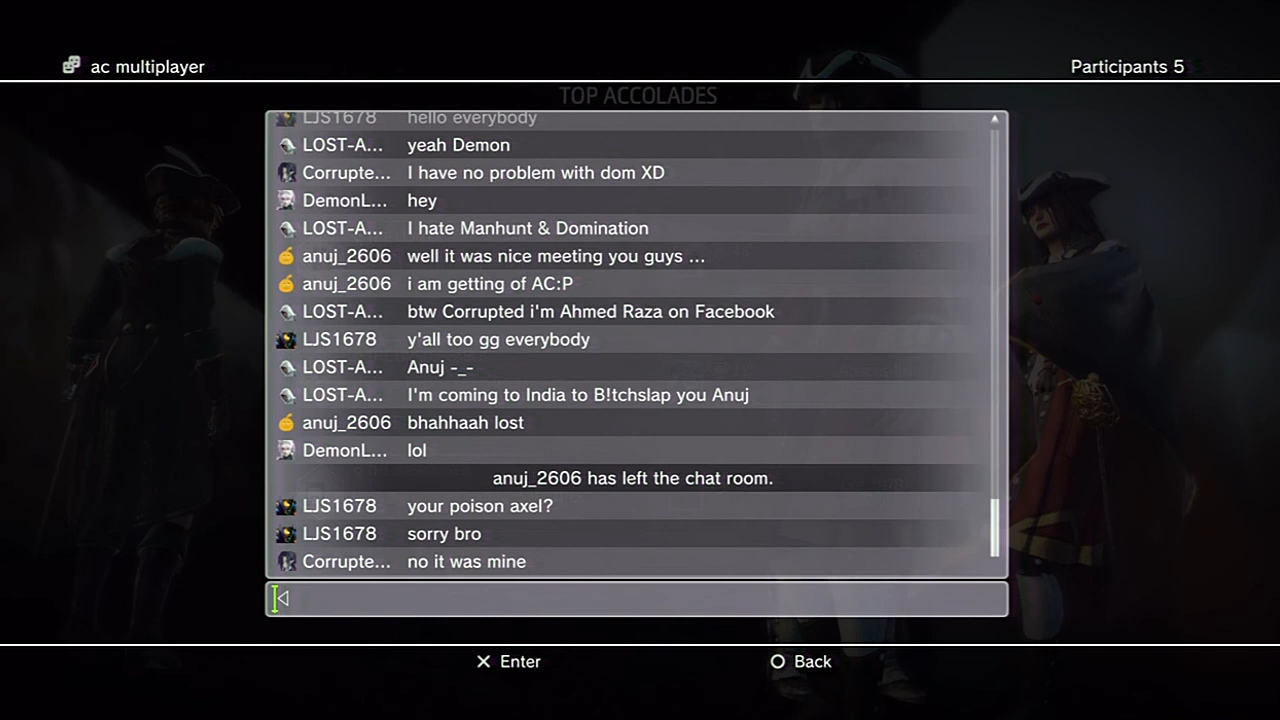 ac multiplayer
Participants 5
TOP ACCOLADES
LJS1678 hello everybody
LOST-A... yeah Demon
Corrupte... I have no problem with dom XD
DemonL... hey
LOST-A... I hate Manhunt & Domination
anuj_2606 well it was nice meeting you guys ...
anuj_2606 i am getting of AC:P
LOST-A... btw Corrupted i'm Ahmed Raza on Facebook
LJS1678 y'all too gg everybody
LOST-A... Anuj -_-
LOST-A... I'm coming to India to B!tchslap you Anuj
anuj_2606 bhahhaah lost
DemonL... lol
anuj_2606 has left the chat room.
LJS1678 your poison axel?
LJS1678 sorry bro
Corrupte... no it was mine
Enter
Back